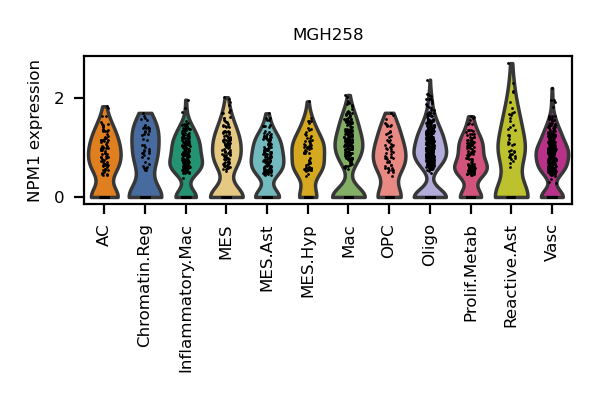 MGH258
NPM1 expression
2
0
AC
Chromatin.Reg
Inflammatory.Mac
MES
MES.Ast
MES.Hyp
Mac
OPC
Oligo
Prolif.Metab
Reactive.Ast
Vasc